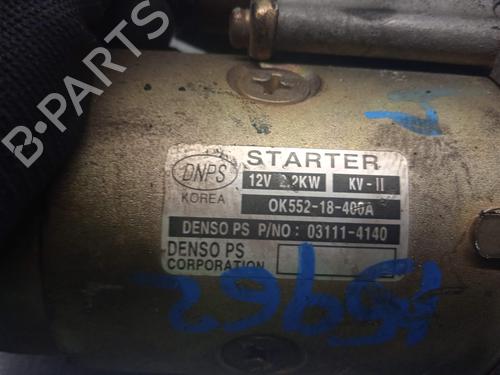 B-PARTS
DNPS
KOREA
STARTER
12V 2.2KW KV-II
OK552-18-400A
DENSO PS P/NO: 03111-4140
DENSO PS
CORPORATION